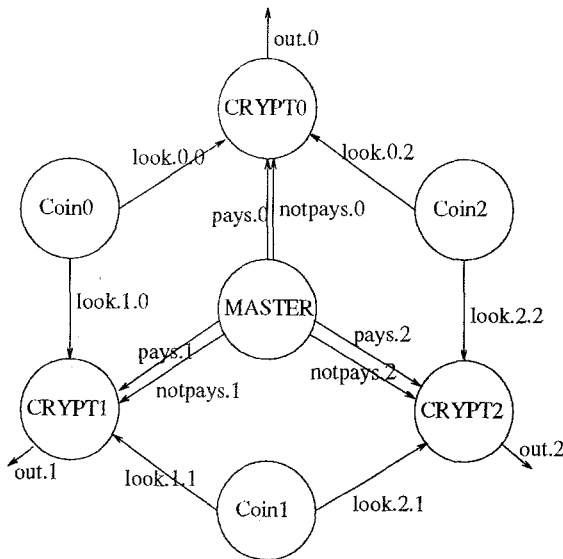 out.0
CRYPT0
look.0.0
look.0.2
Coin0
Coin2
pays.0
notpays.0
look.1.0
MASTER
look.2.2
pays.1
pays.2
notpays.1
notpays.2
CRYPT1
CRYPT2
out.1
look.1.1
look.2.1
out.2
Coin1